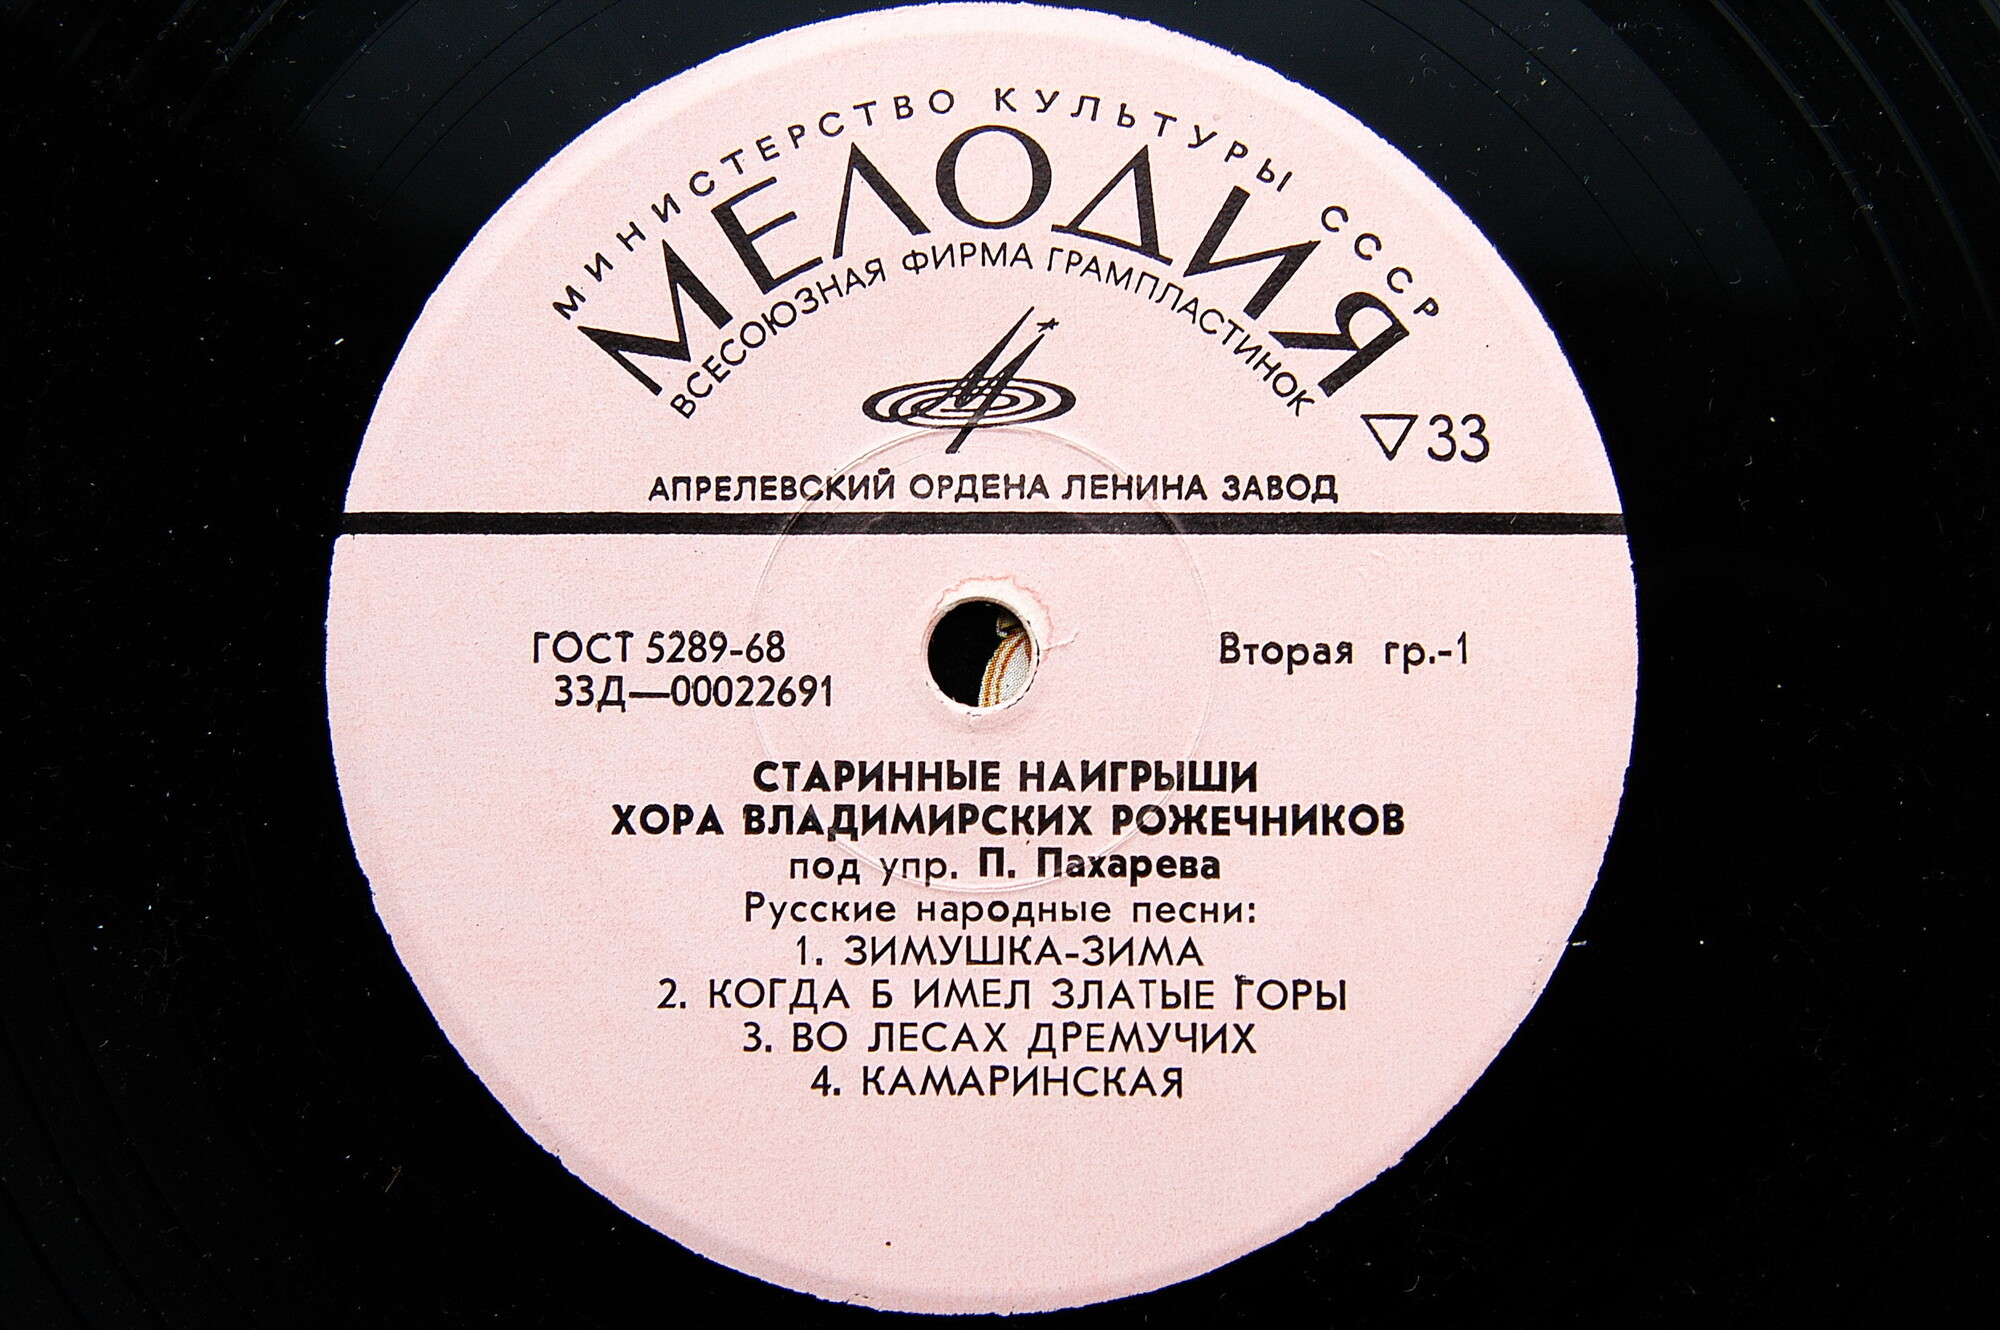 МИНИСТЕРСТВО КУЛЬТУРЫ СССР
МЕЛОДИЯ
ВСЕСОЮЗНАЯ ФИРМА ГРАМПЛАСТИНОК
▽33
АПРЕЛЕВСКИЙ ОРДЕНА ЛЕНИНА ЗАВОД
ГОСТ 5289-68
33Д—00022691
Вторая гр.-1
СТАРИННЫЕ НАИГРЫШИ
ХОРА ВЛАДИМИРСКИХ РОЖЕЧНИКОВ
под упр. П. Пахарева
Русские народные песни:
1. ЗИМУШКА-ЗИМА
2. КОГДА Б ИМЕЛ ЗЛАТЫЕ ГОРЫ
3. ВО ЛЕСАХ ДРЕМУЧИХ
4. КАМАРИНСКАЯ